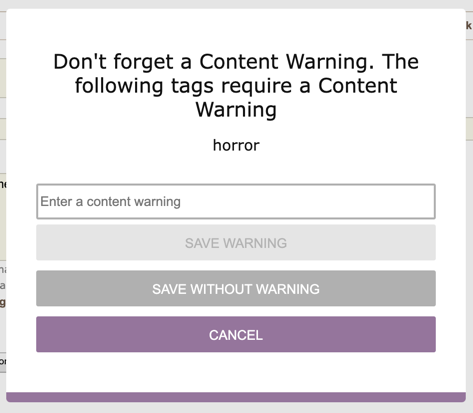 Don't forget a Content Warning. The
following tags require a Content
Warning
horror
Enter a content warning
SAVE WARNING
SAVE WITHOUT WARNING
CANCEL